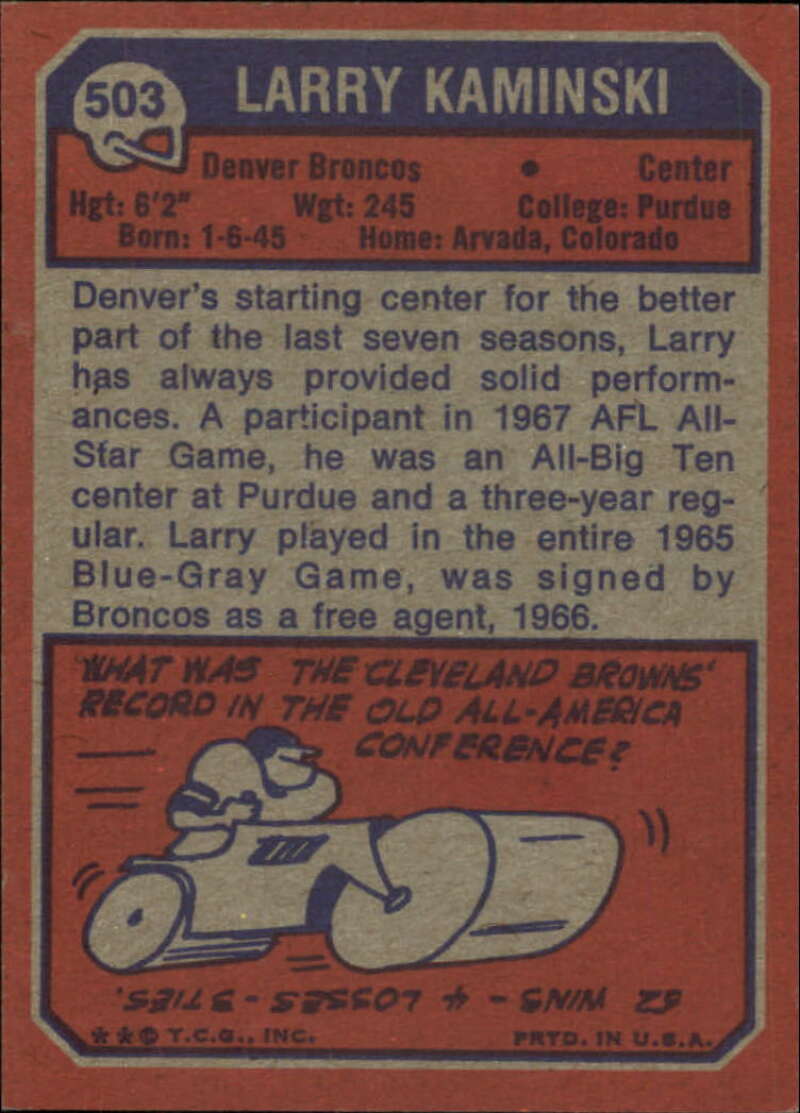 503
LARRY KAMINSKI
Denver Broncos • Center
Hgt: 6'2" Wgt: 245 College: Purdue
Born: 1-6-45 Home: Arvada, Colorado
Denver's starting center for the better
part of the last seven seasons, Larry
has always provided solid perform-
ances. A participant in 1967 AFL All-
Star Game, he was an All-Big Ten
center at Purdue and a three-year reg-
ular. Larry played in the entire 1965
Blue-Gray Game, was signed by
Broncos as a free agent, 1966.
WHAT WAS THE CLEVELAND BROWNS'
RECORD IN THE OLD ALL-AMERICA
CONFERENCE?
52 WINS - 4 LOSSES - 3 TIES.
**© T.C.G., INC. PRTD. IN U.S.A.